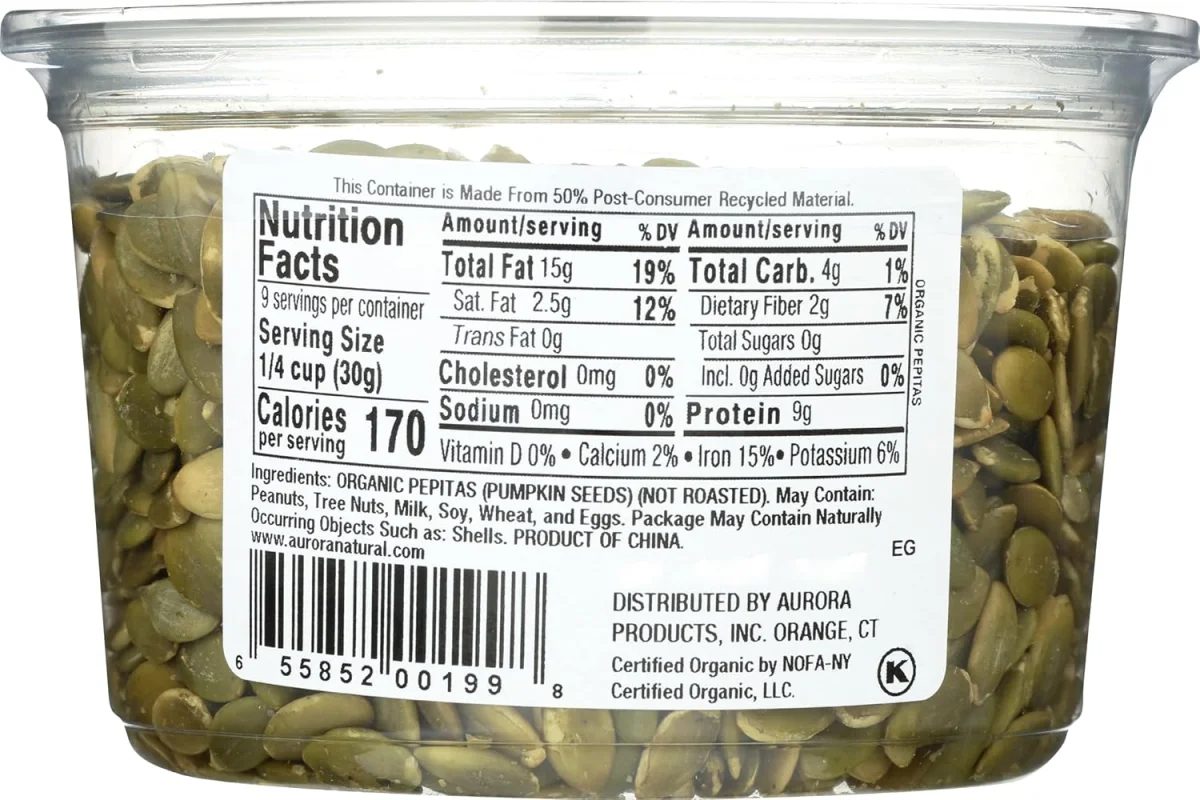 This Container is Made From 50% Post-Consumer Recycled Material.
Nutrition
Facts
9 servings per container
Serving Size
1/4 cup (30g)
Calories 170
per serving
Amount/serving % DV
Total Fat 15g 19%
Sat. Fat 2.5g 12%
Trans Fat 0g
Cholesterol 0mg 0%
Sodium 0mg 0%
Amount/serving % DV
Total Carb. 4g 1%
Dietary Fiber 2g 7%
Total Sugars 0g
Incl. 0g Added Sugars 0%
Protein 9g
Vitamin D 0% • Calcium 2% • Iron 15% • Potassium 6%
ORGANIC PEPITAS
Ingredients: ORGANIC PEPITAS (PUMPKIN SEEDS) (NOT ROASTED). May Contain:
Peanuts, Tree Nuts, Milk, Soy, Wheat, and Eggs. Package May Contain Naturally
Occurring Objects Such as: Shells. PRODUCT OF CHINA.
www.auroranatural.com
EG
6 55852 00199 8
DISTRIBUTED BY AURORA
PRODUCTS, INC. ORANGE, CT
Certified Organic by NOFA-NY
Certified Organic, LLC.
K